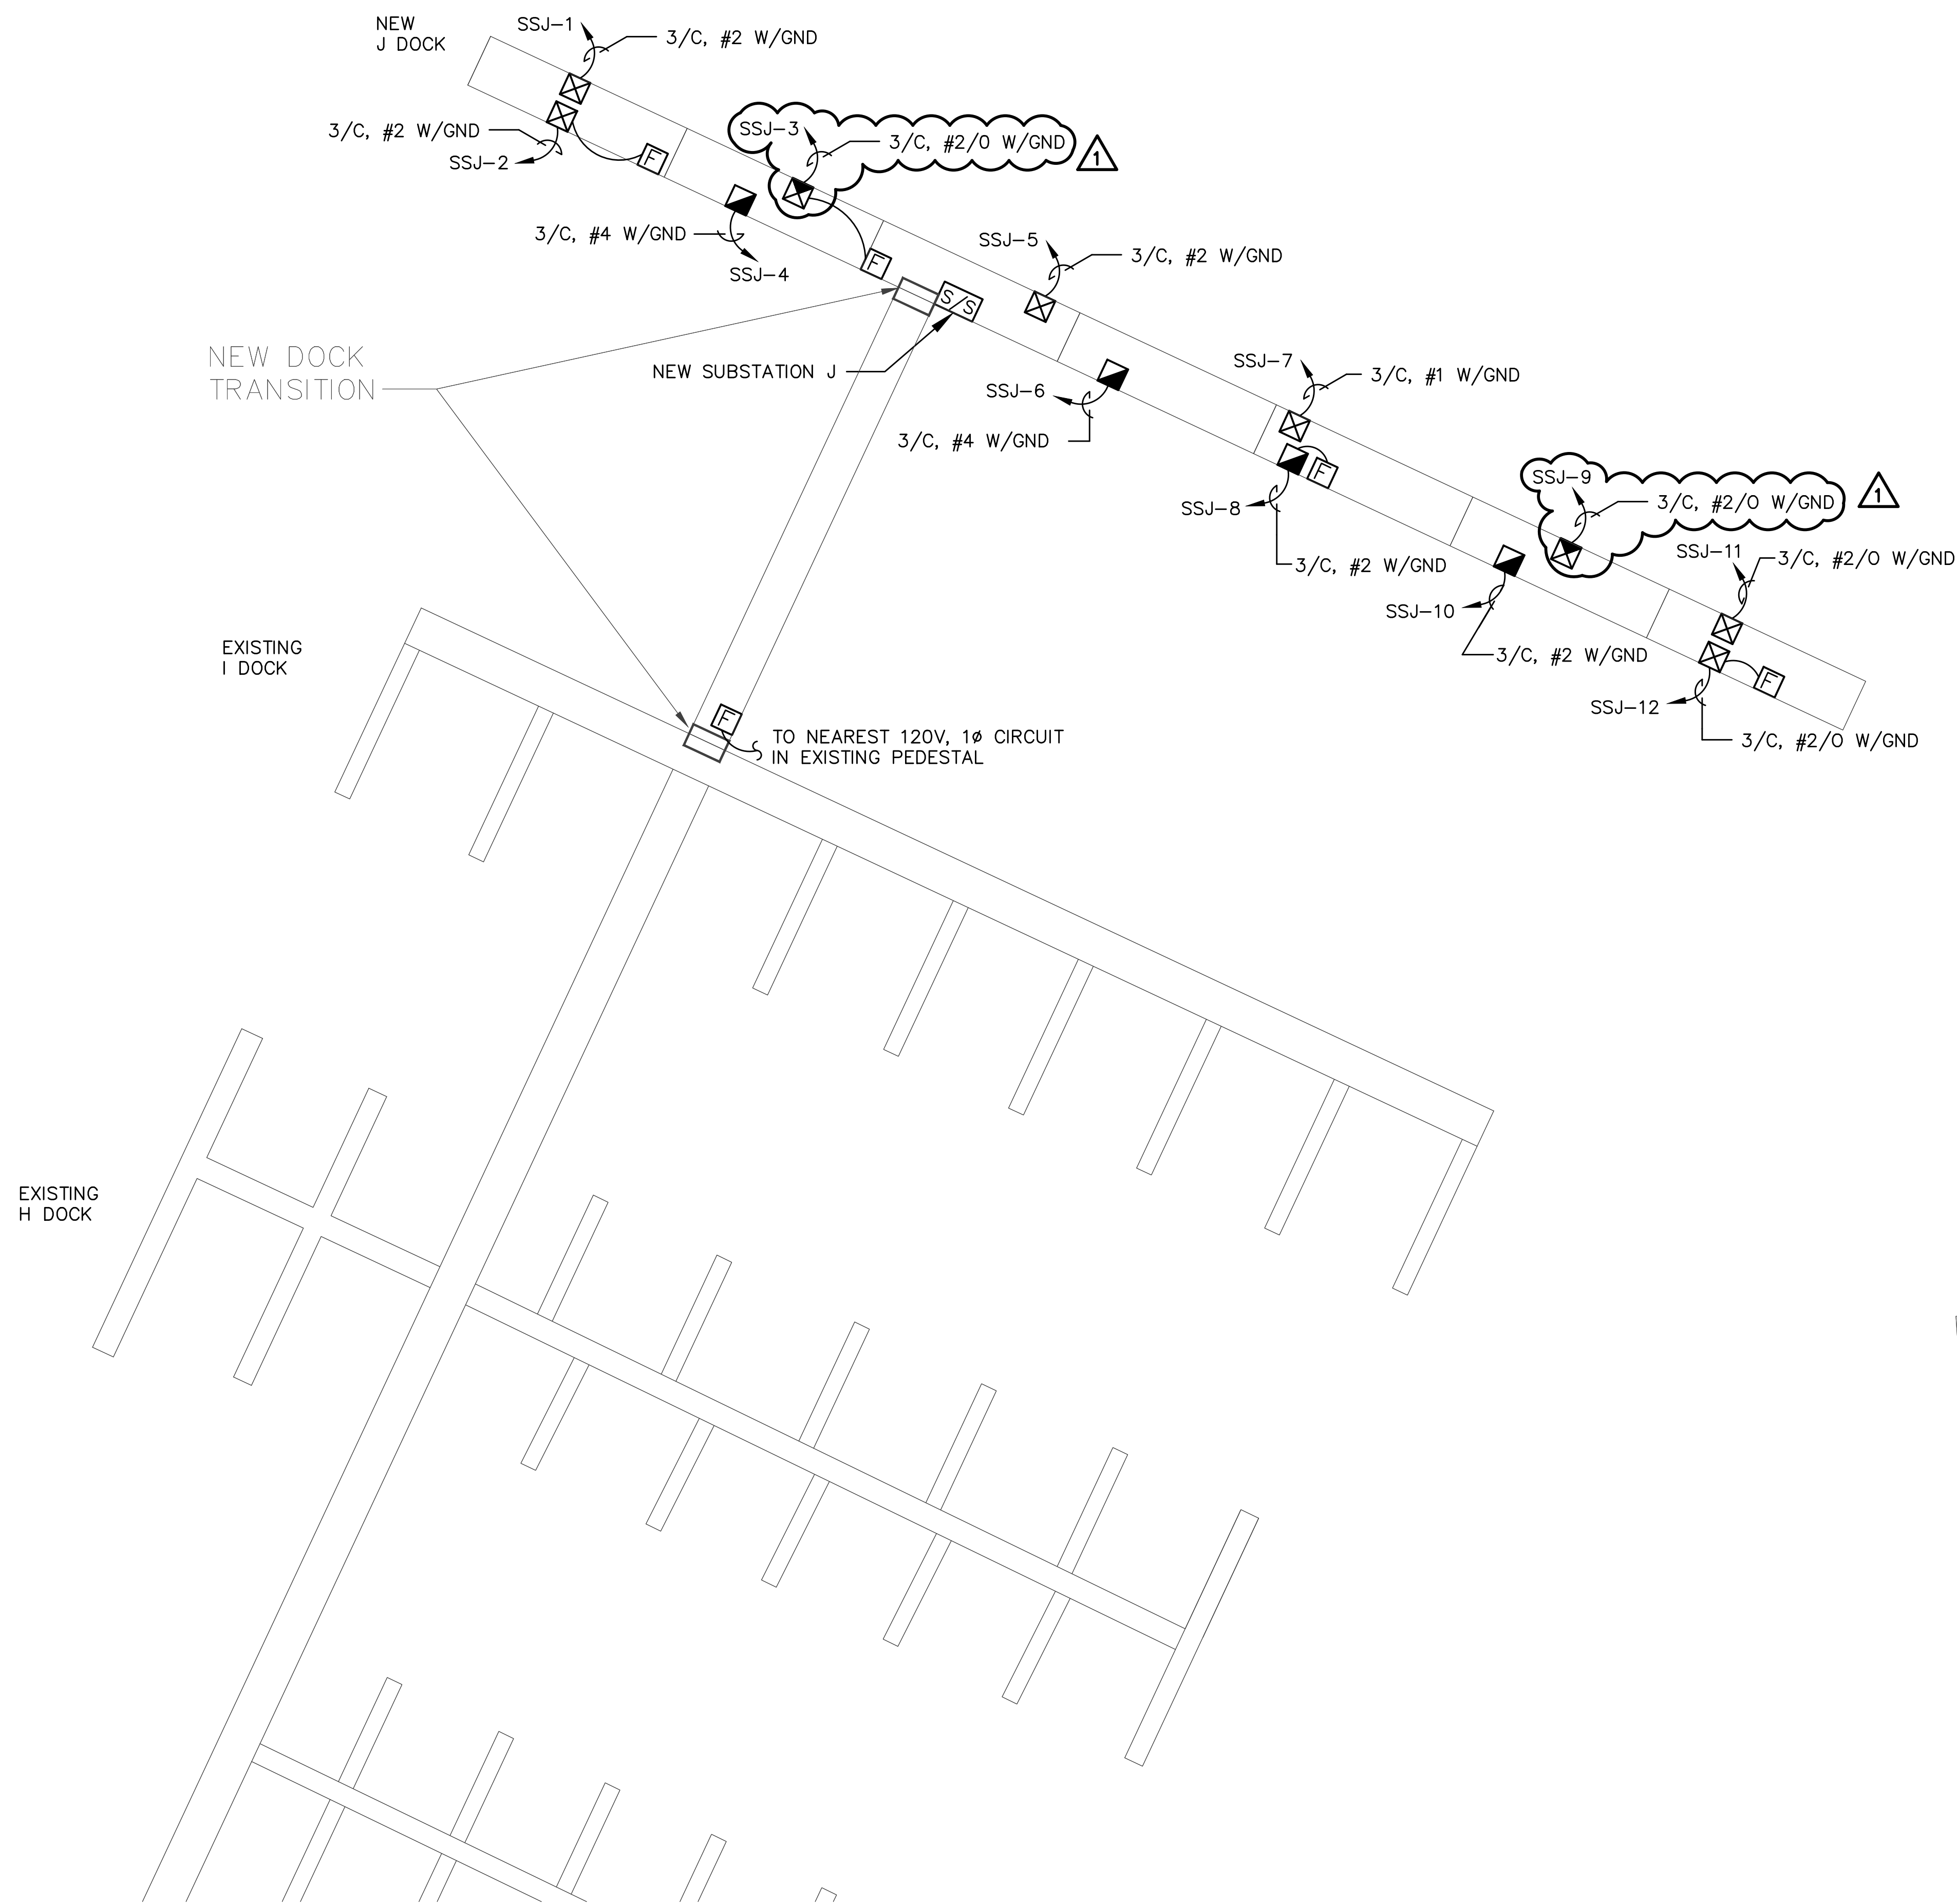 NEW
J DOCK
SSJ-1
3/C, #2 W/GND
3/C, #2 W/GND
SSJ-2
F
SSJ-3
3/C, #2/0 W/GND
1
3/C, #4 W/GND
SSJ-4
F
SSJ-5
3/C, #2 W/GND
S/S
NEW SUBSTATION J
NEW DOCK
TRANSITION
SSJ-6
3/C, #4 W/GND
SSJ-7
3/C, #1 W/GND
F
SSJ-8
3/C, #2 W/GND
SSJ-9
3/C, #2/0 W/GND
1
SSJ-10
3/C, #2 W/GND
SSJ-11
3/C, #2/0 W/GND
F
SSJ-12
3/C, #2/0 W/GND
EXISTING
I DOCK
F
TO NEAREST 120V, 1ø CIRCUIT
IN EXISTING PEDESTAL
EXISTING
H DOCK